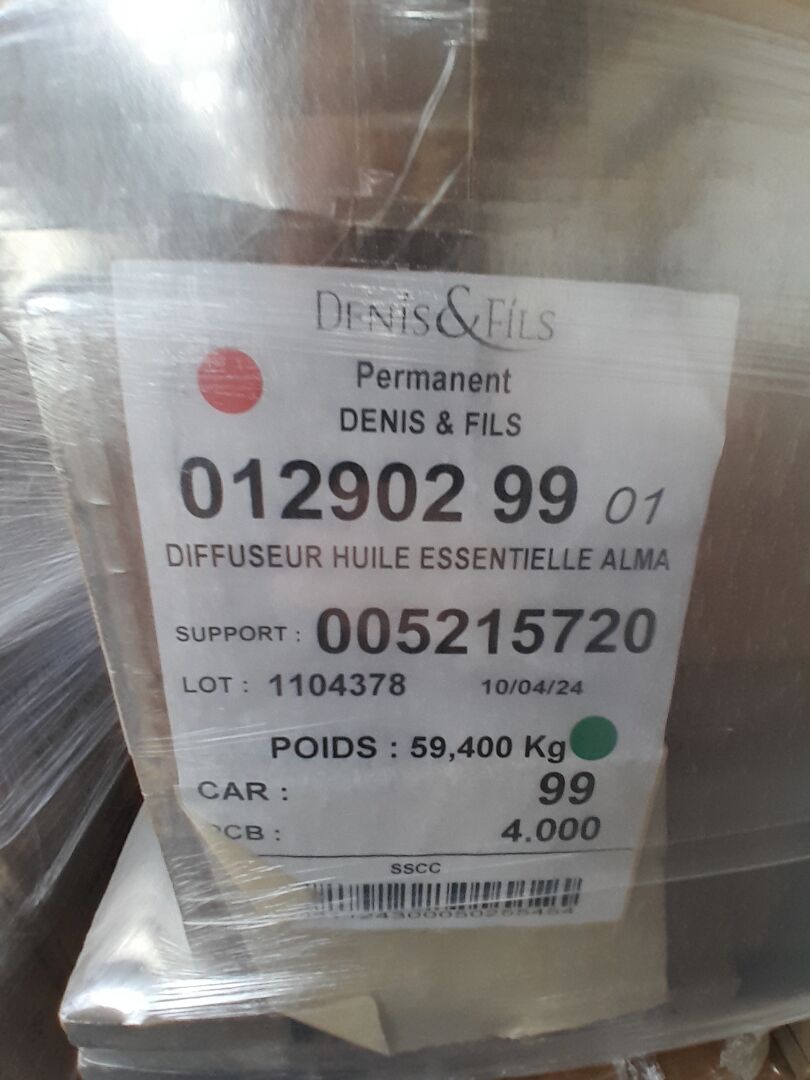 DENIS & FILS
Permanent
DENIS & FILS
012902 99 01
DIFFUSEUR HUILE ESSENTIELLE ALMA
SUPPORT : 005215720
LOT : 1104378 10/04/24
POIDS : 59,400 Kg
CAR : 99
PCB : 4.000
SSCC